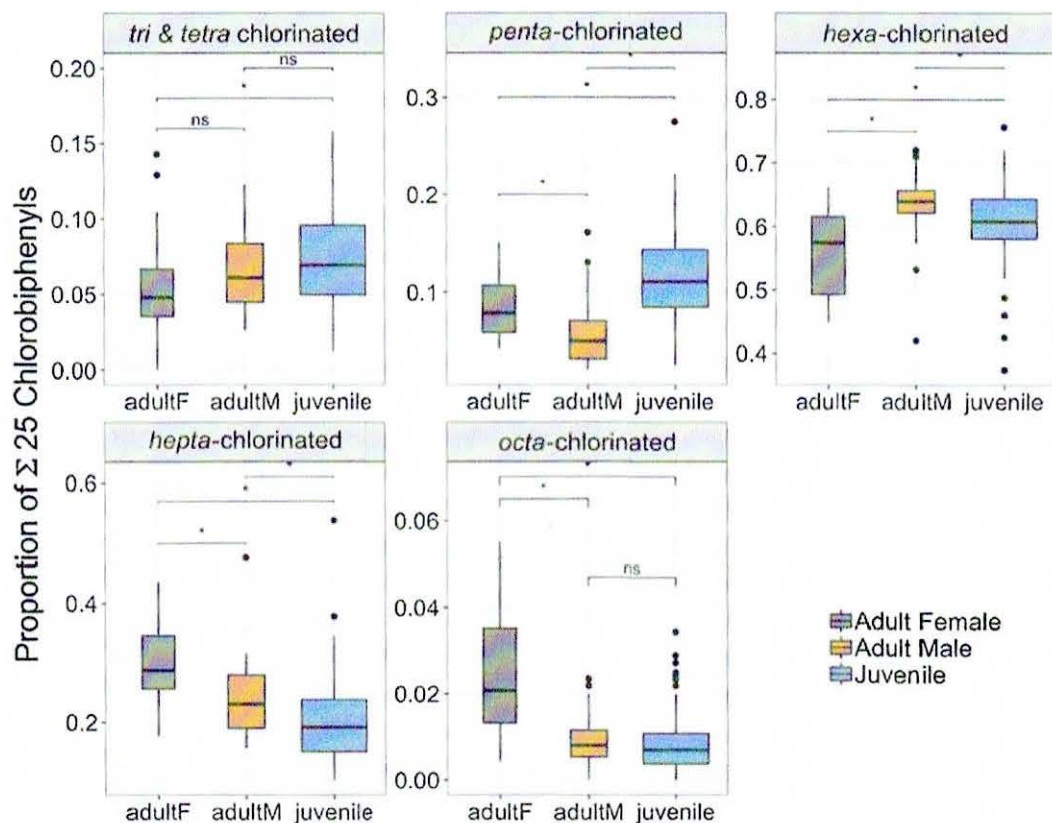 Proportion of Σ 25 Chlorobiphenyls
tri & tetra chlorinated
0.20
0.15
0.10
0.05
0.00
ns
*
ns
adultF adultM juvenile
penta-chlorinated
0.3
0.2
0.1
*
*
*
adultF adultM juvenile
hexa-chlorinated
0.8
0.7
0.6
0.5
0.4
*
*
*
adultF adultM juvenile
hepta-chlorinated
0.6
0.4
0.2
*
*
*
adultF adultM juvenile
octa-chlorinated
0.06
0.04
0.02
0.00
*
*
ns
adultF adultM juvenile
Adult Female
Adult Male
Juvenile